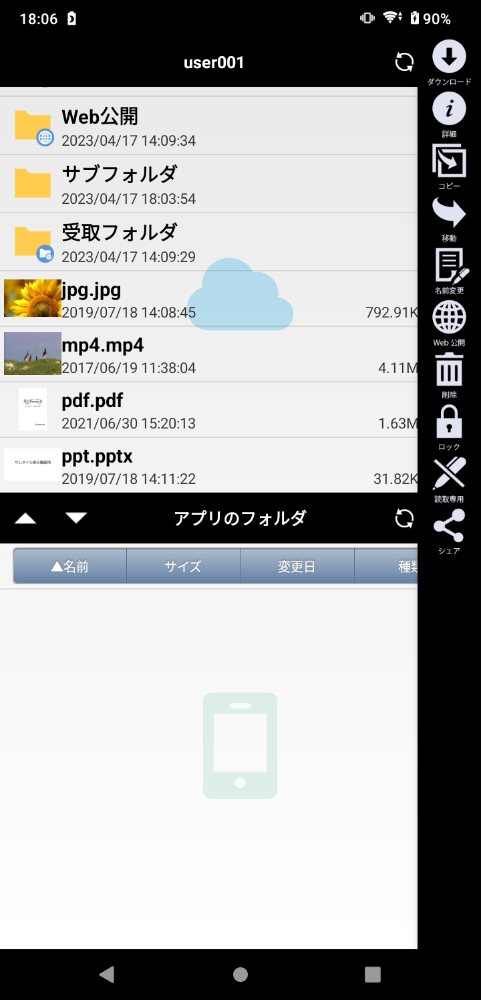 18:06
90%
user001
ダウンロード
Web公開
2023/04/17 14:09:34
詳細
サブフォルダ
2023/04/17 18:03:54
コピー
受取フォルダ
2023/04/17 14:09:29
移動
jpg.jpg
2019/07/18 14:08:45
792.91K
名前変更
mp4.mp4
2017/06/19 11:38:04
4.11M
Web 公開
pdf.pdf
2021/06/30 15:20:13
1.63M
Proself
削除
サムネイル表示確認用
ppt.pptx
2019/07/18 14:11:22
31.82K
ロック
アプリのフォルダ
読取専用
シェア
▲名前
サイズ
変更日
種類